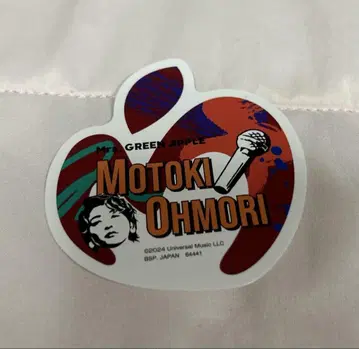 Mrs. GREEN APPLE
MOTOKI
OHMORI
©2024 Universal Music LLC
BSP, JAPAN 64441